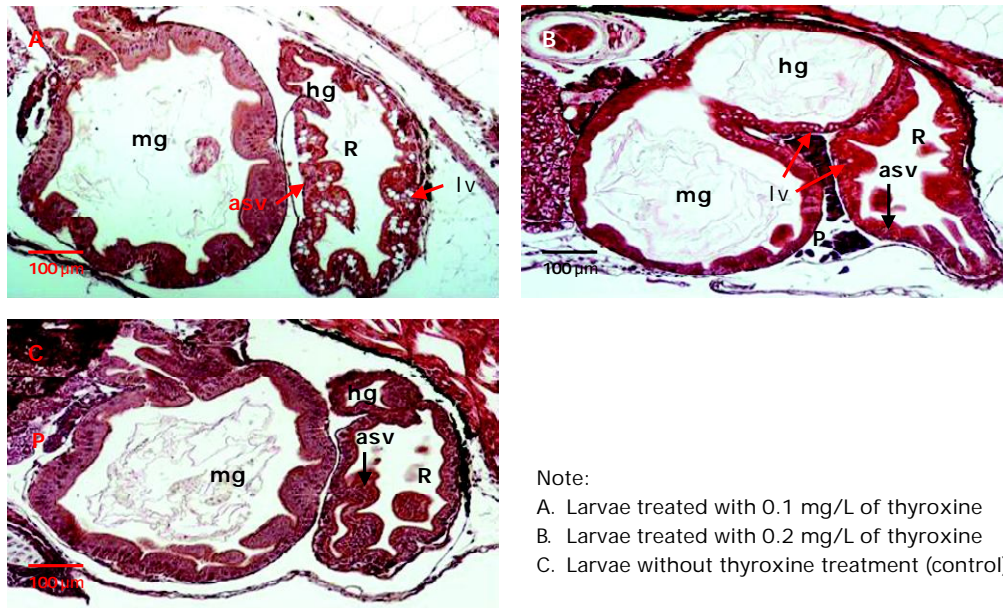 A
hg
R
mg
asv
lv
100 µm
B
hg
R
asv
lv
mg
P
100 µm
C
hg
asv
P
R
mg
100 µm
Note:
A. Larvae treated with 0.1 mg/L of thyroxine
B. Larvae treated with 0.2 mg/L of thyroxine
C. Larvae without thyroxine treatment (control)